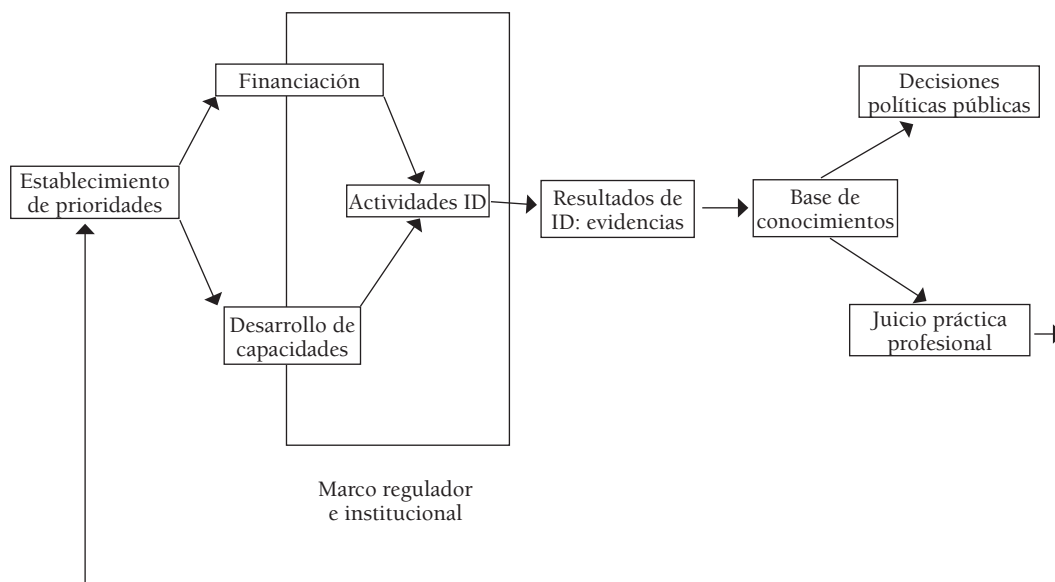 Financiación
Decisiones
políticas públicas
Establecimiento
de prioridades
Actividades ID
Resultados de
ID: evidencias
Base de
conocimientos
Desarrollo de
capacidades
Juicio práctica
profesional
Marco regulador
e institucional